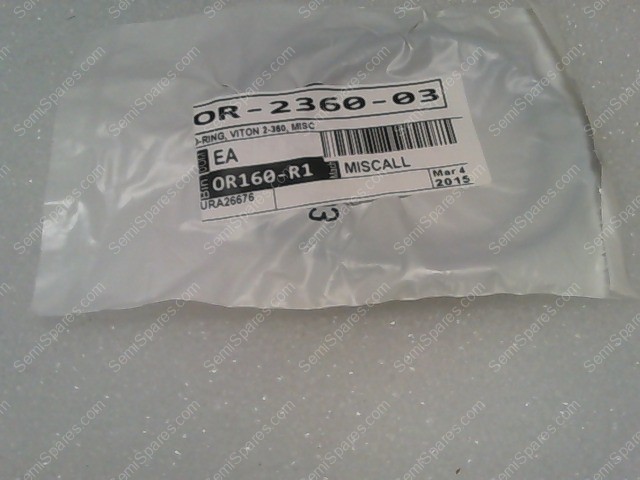 OR-2360-03
O-RING, VITON 2-360, MISC
EA
Bin
OR160-R1
MISCALL
Mar 4
2015
URA26676
3
SemiSpares.com